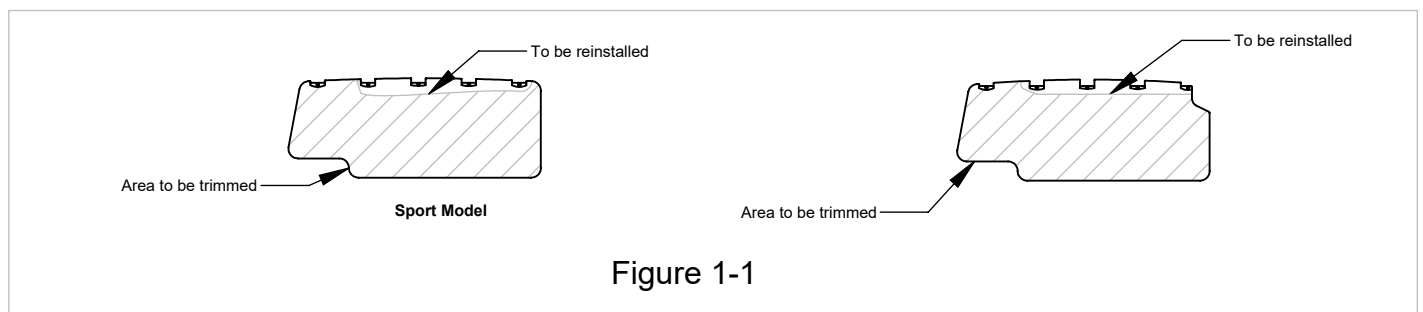 To be reinstalled
To be reinstalled
Area to be trimmed
Sport Model
Area to be trimmed
Figure 1-1